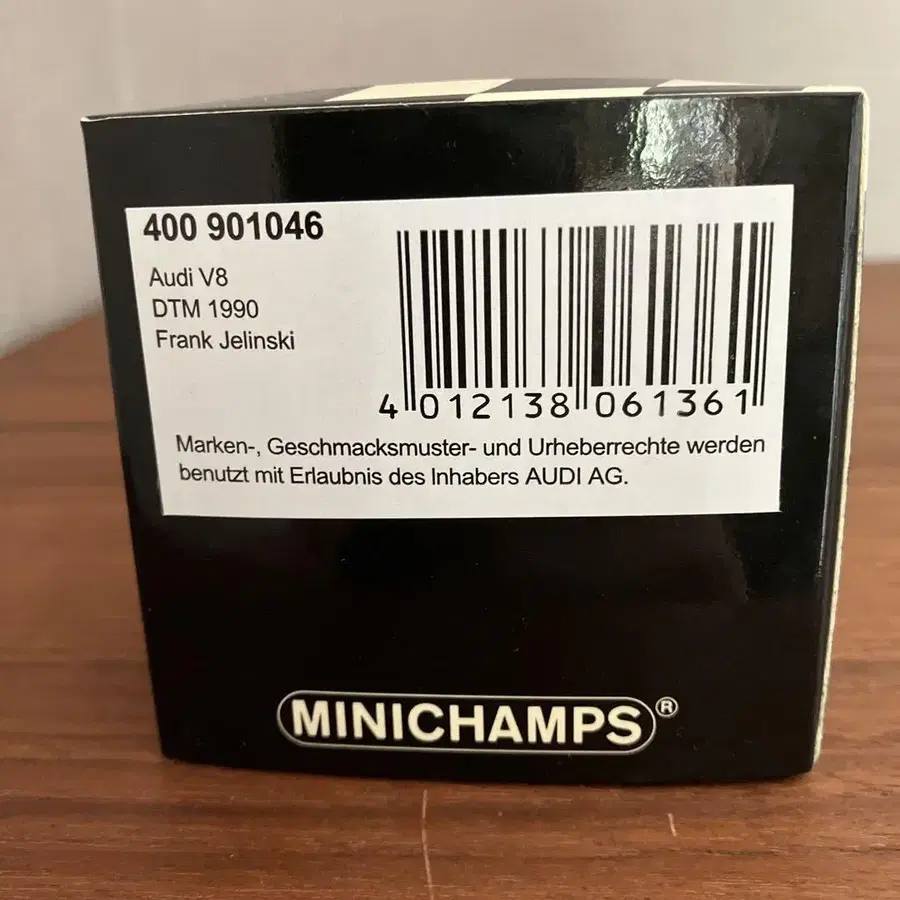 400 901046
Audi V8
DTM 1990
Frank Jelinski
4 012138 061361
Marken-, Geschmacksmuster- und Urheberrechte werden
benutzt mit Erlaubnis des Inhabers AUDI AG.
MINICHAMPS®